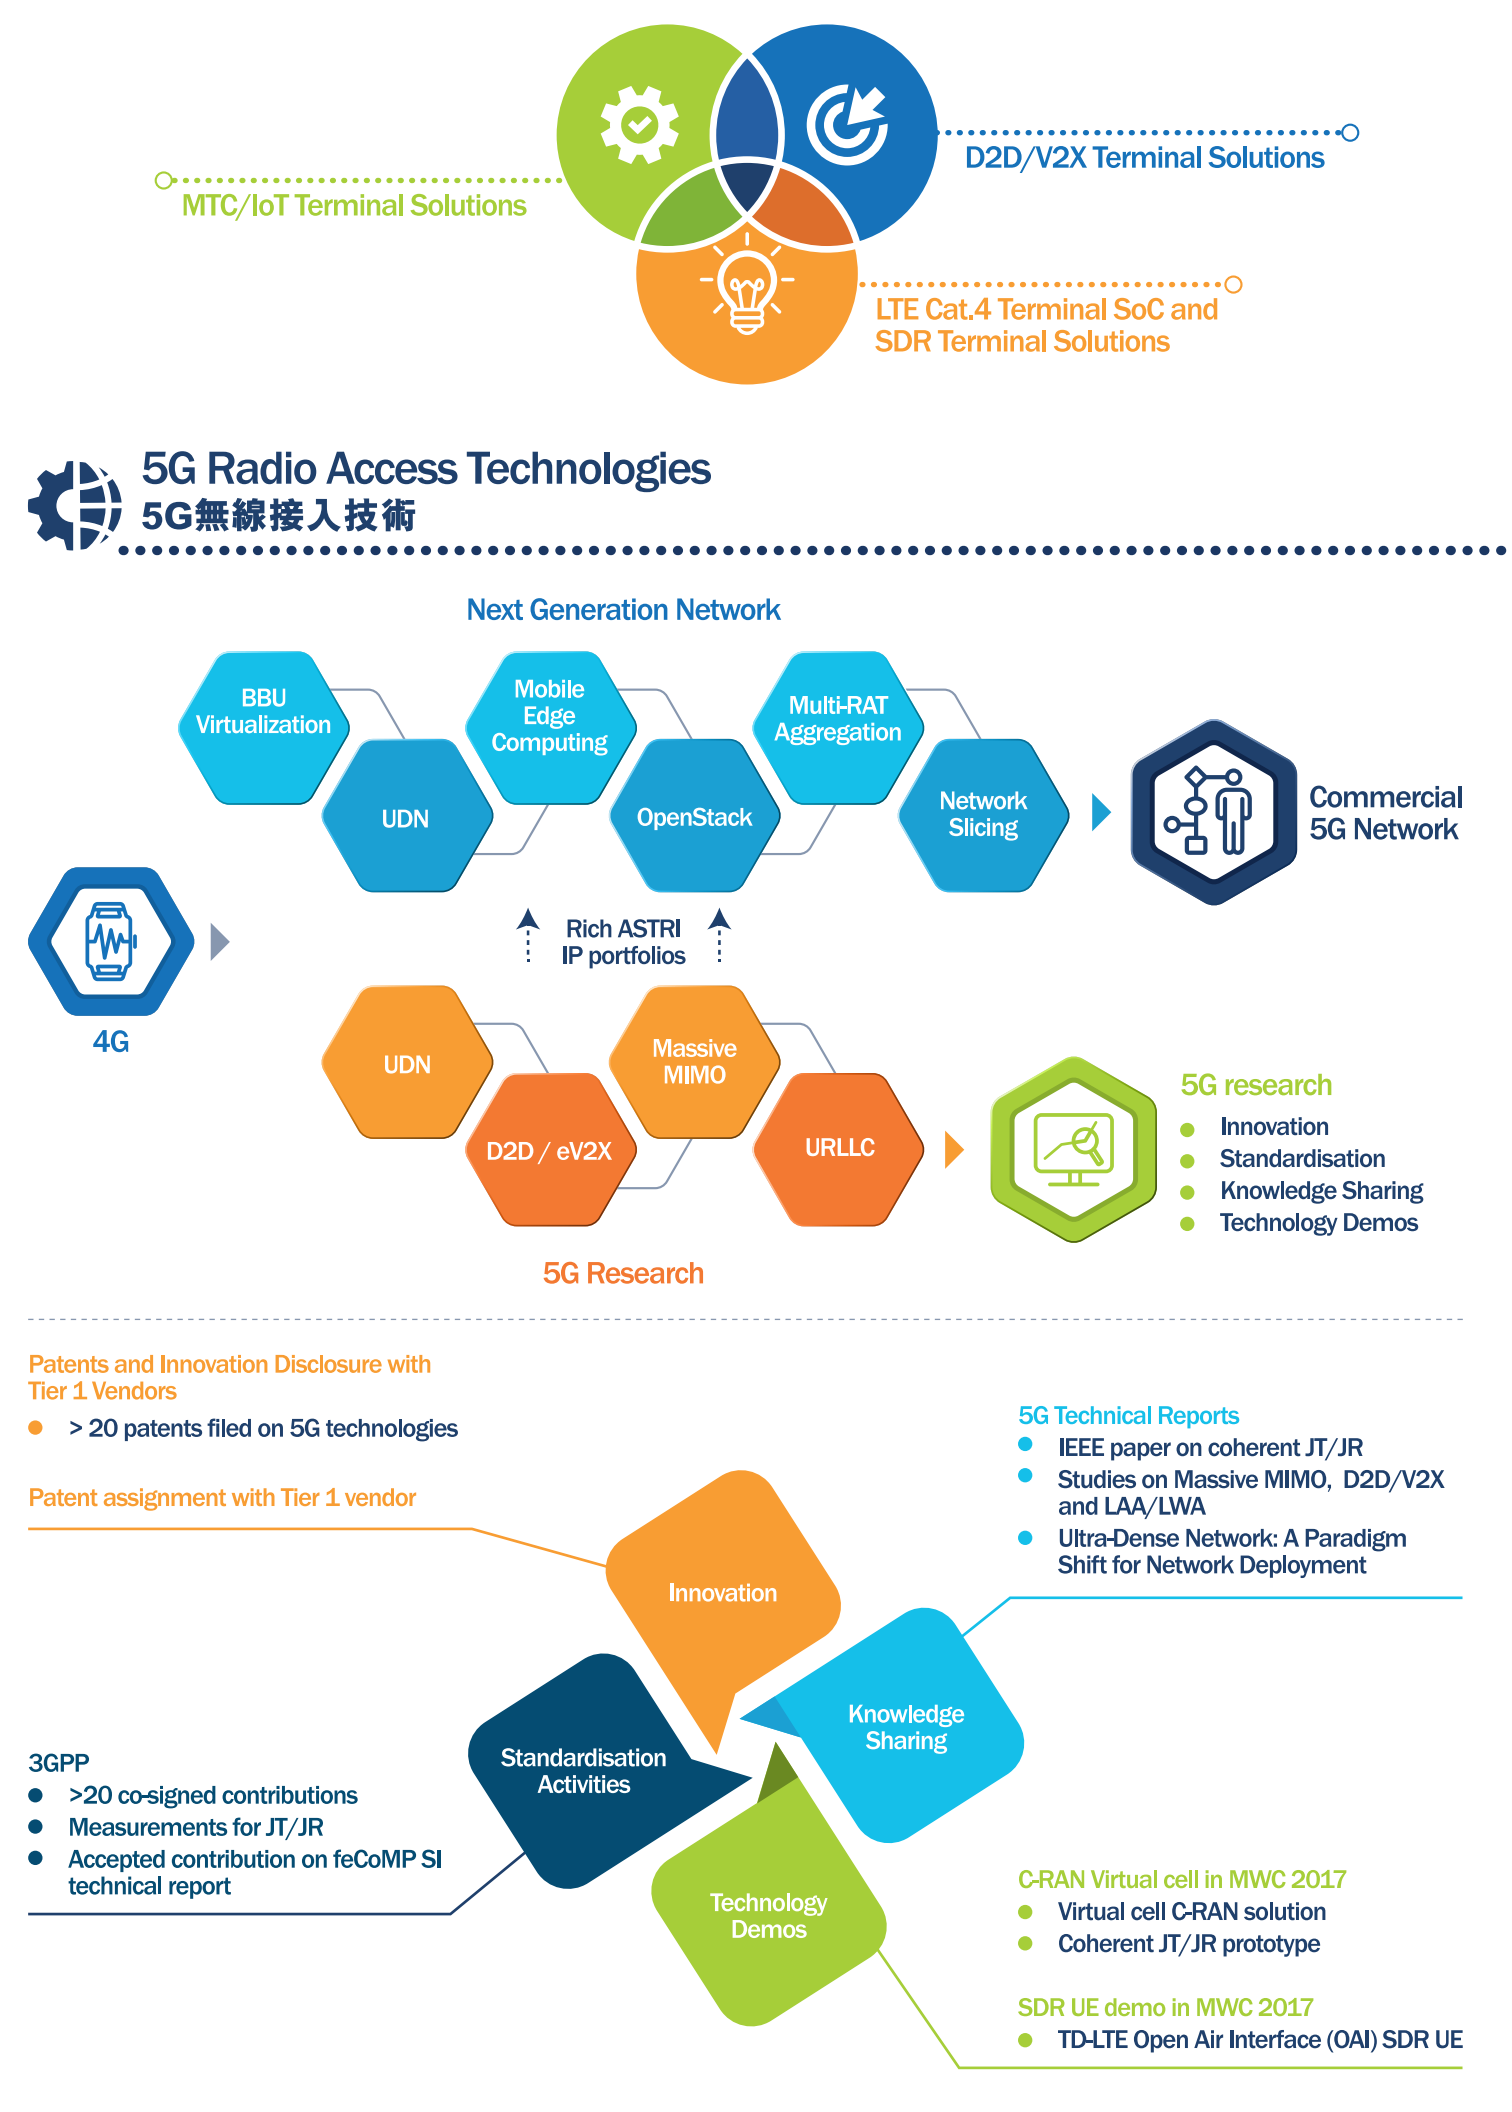 D2D/V2X Terminal Solutions
MTC/IoT Terminal Solutions
LTE Cat.4 Terminal SoC and
SDR Terminal Solutions
5G Radio Access Technologies
5G無線接入技術
Next Generation Network
BBU
Virtualization
UDN
Mobile
Edge
Computing
OpenStack
Multi-RAT
Aggregation
Network
Slicing
Commercial
5G Network
4G
Rich ASTRI
IP portfolios
UDN
D2D / eV2X
Massive
MIMO
URLLC
5G research
Innovation
Standardisation
Knowledge Sharing
Technology Demos
5G Research
Patents and Innovation Disclosure with
Tier 1 Vendors
> 20 patents filed on 5G technologies
Patent assignment with Tier 1 vendor
5G Technical Reports
IEEE paper on coherent JT/JR
Studies on Massive MIMO, D2D/V2X
and LAA/LWA
Ultra-Dense Network: A Paradigm
Shift for Network Deployment
Innovation
Knowledge
Sharing
Standardisation
Activities
Technology
Demos
3GPP
>20 co-signed contributions
Measurements for JT/JR
Accepted contribution on feCoMP SI
technical report
C-RAN Virtual cell in MWC 2017
Virtual cell C-RAN solution
Coherent JT/JR prototype
SDR UE demo in MWC 2017
TD-LTE Open Air Interface (OAI) SDR UE